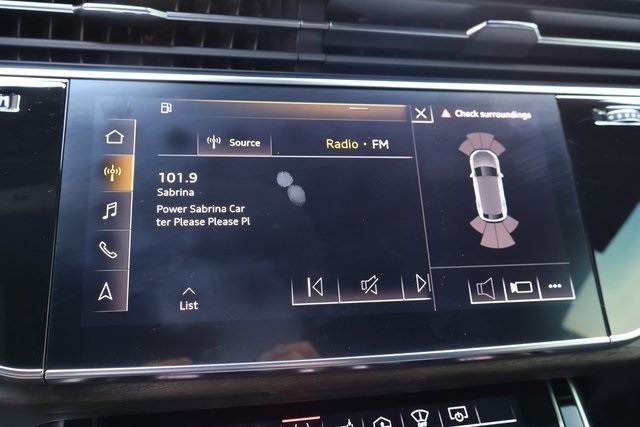 Check surroundings
Source
Radio · FM
101.9
Sabrina
Power Sabrina Car
ter Please Please Pl
List